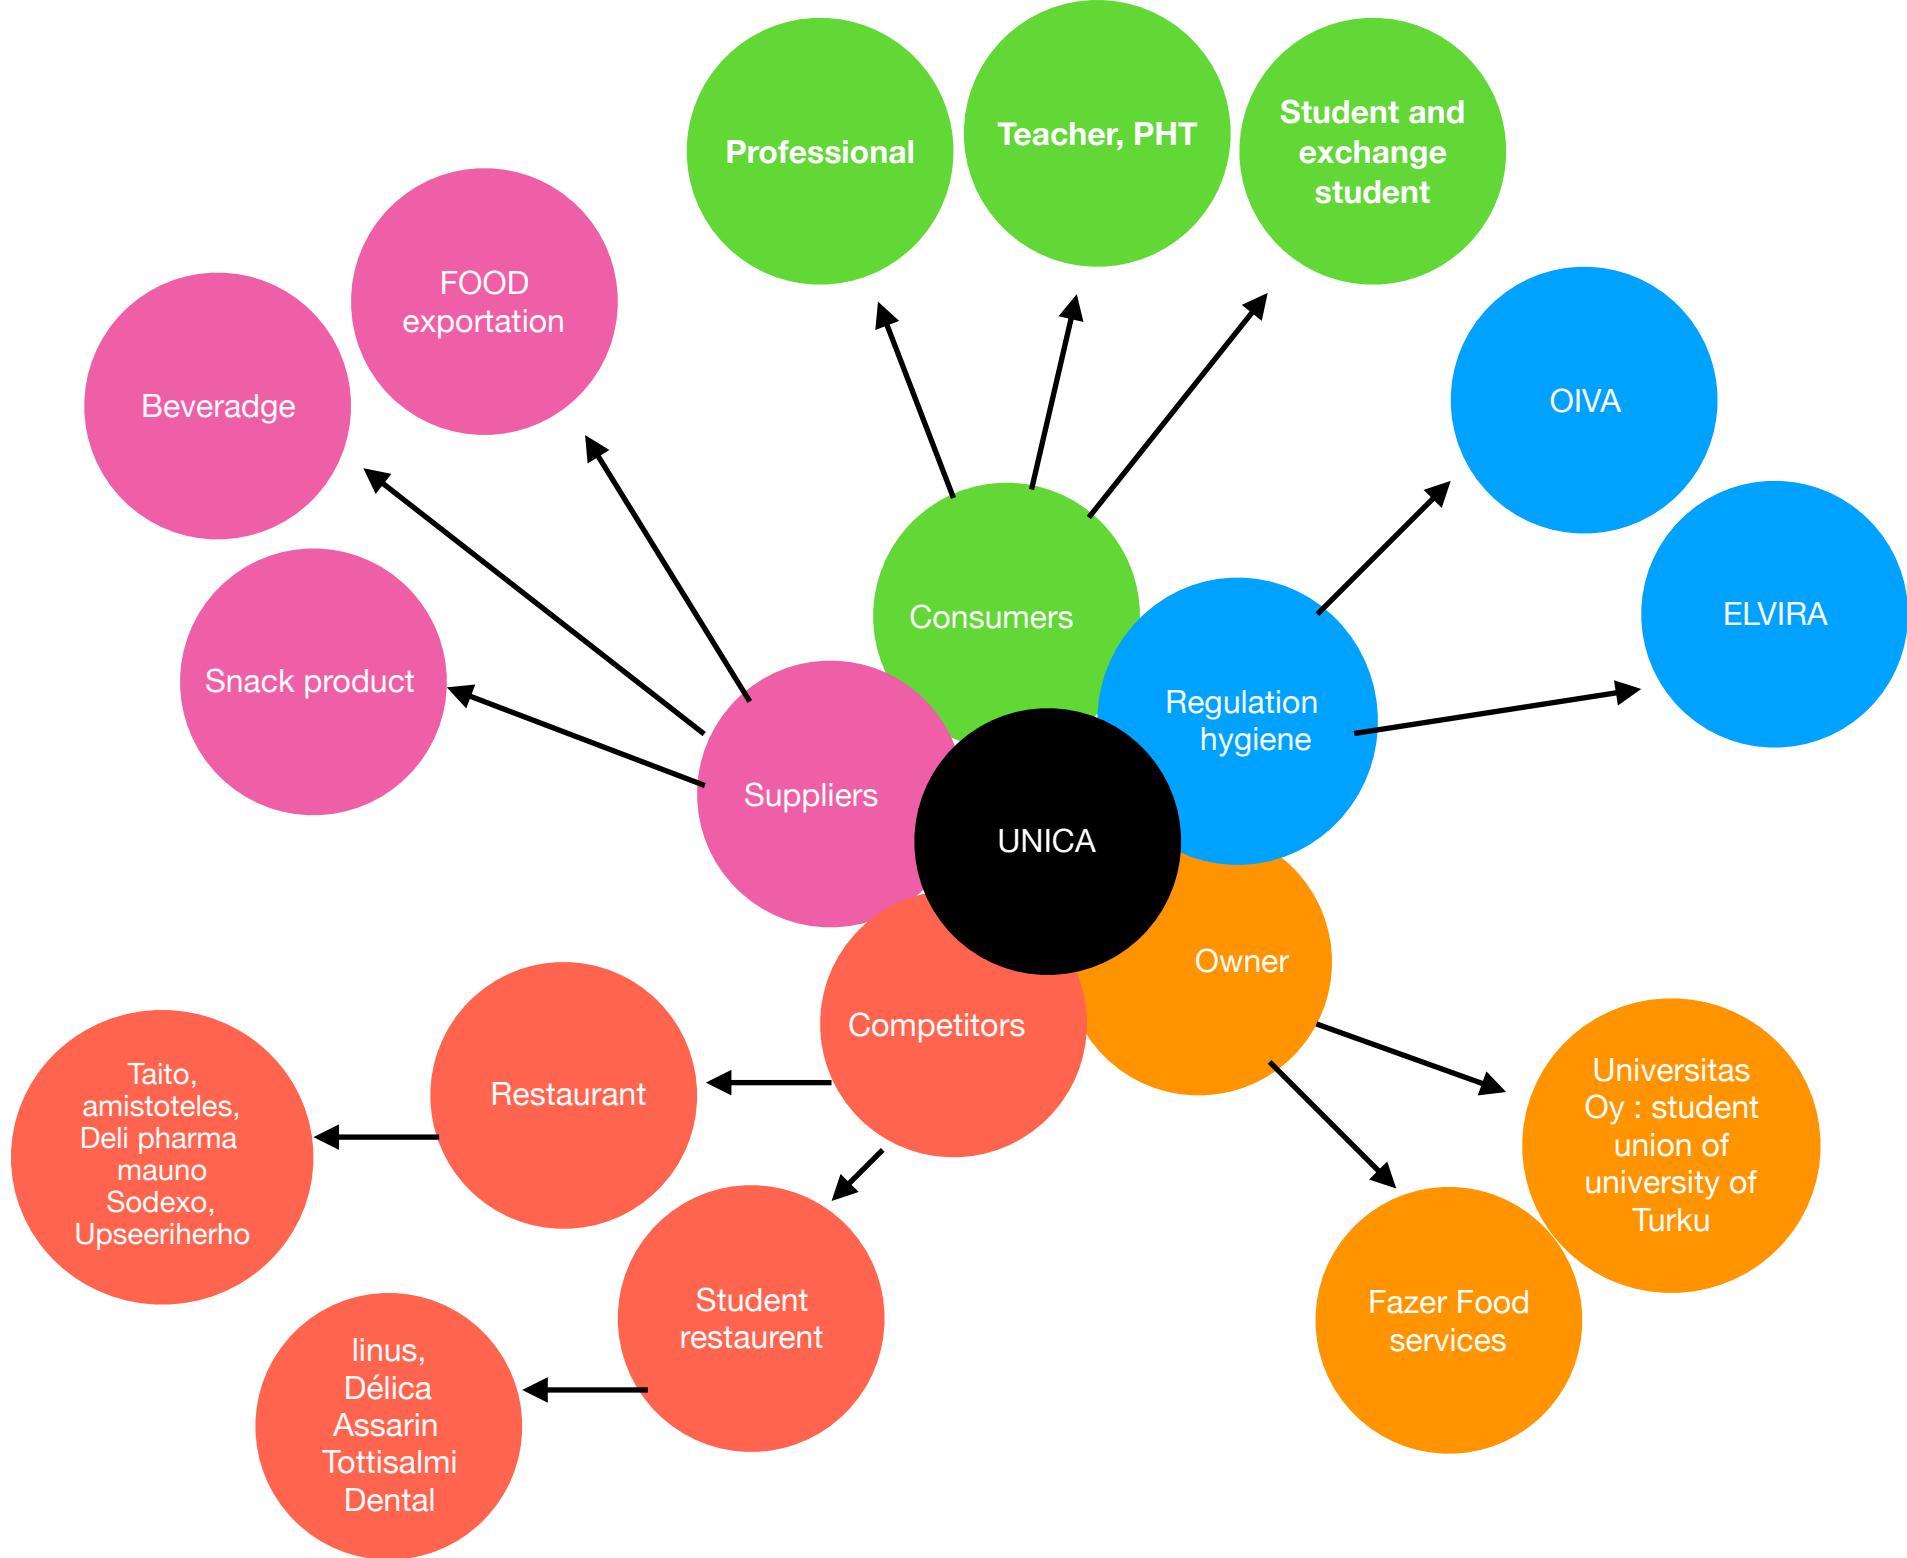 Professional
Teacher, PHT
Student and
exchange
student
FOOD
exportation
Beveradge
OIVA
ELVIRA
Snack product
Consumers
Regulation
hygiene
Suppliers
UNICA
Owner
Competitors
Restaurant
Taito,
amistoteles,
Deli pharma
mauno
Sodexo,
Upseeriherho
Universitas
Oy : student
union of
university of
Turku
Student
restaurent
Fazer Food
services
linus,
Délica
Assarin
Tottisalmi
Dental